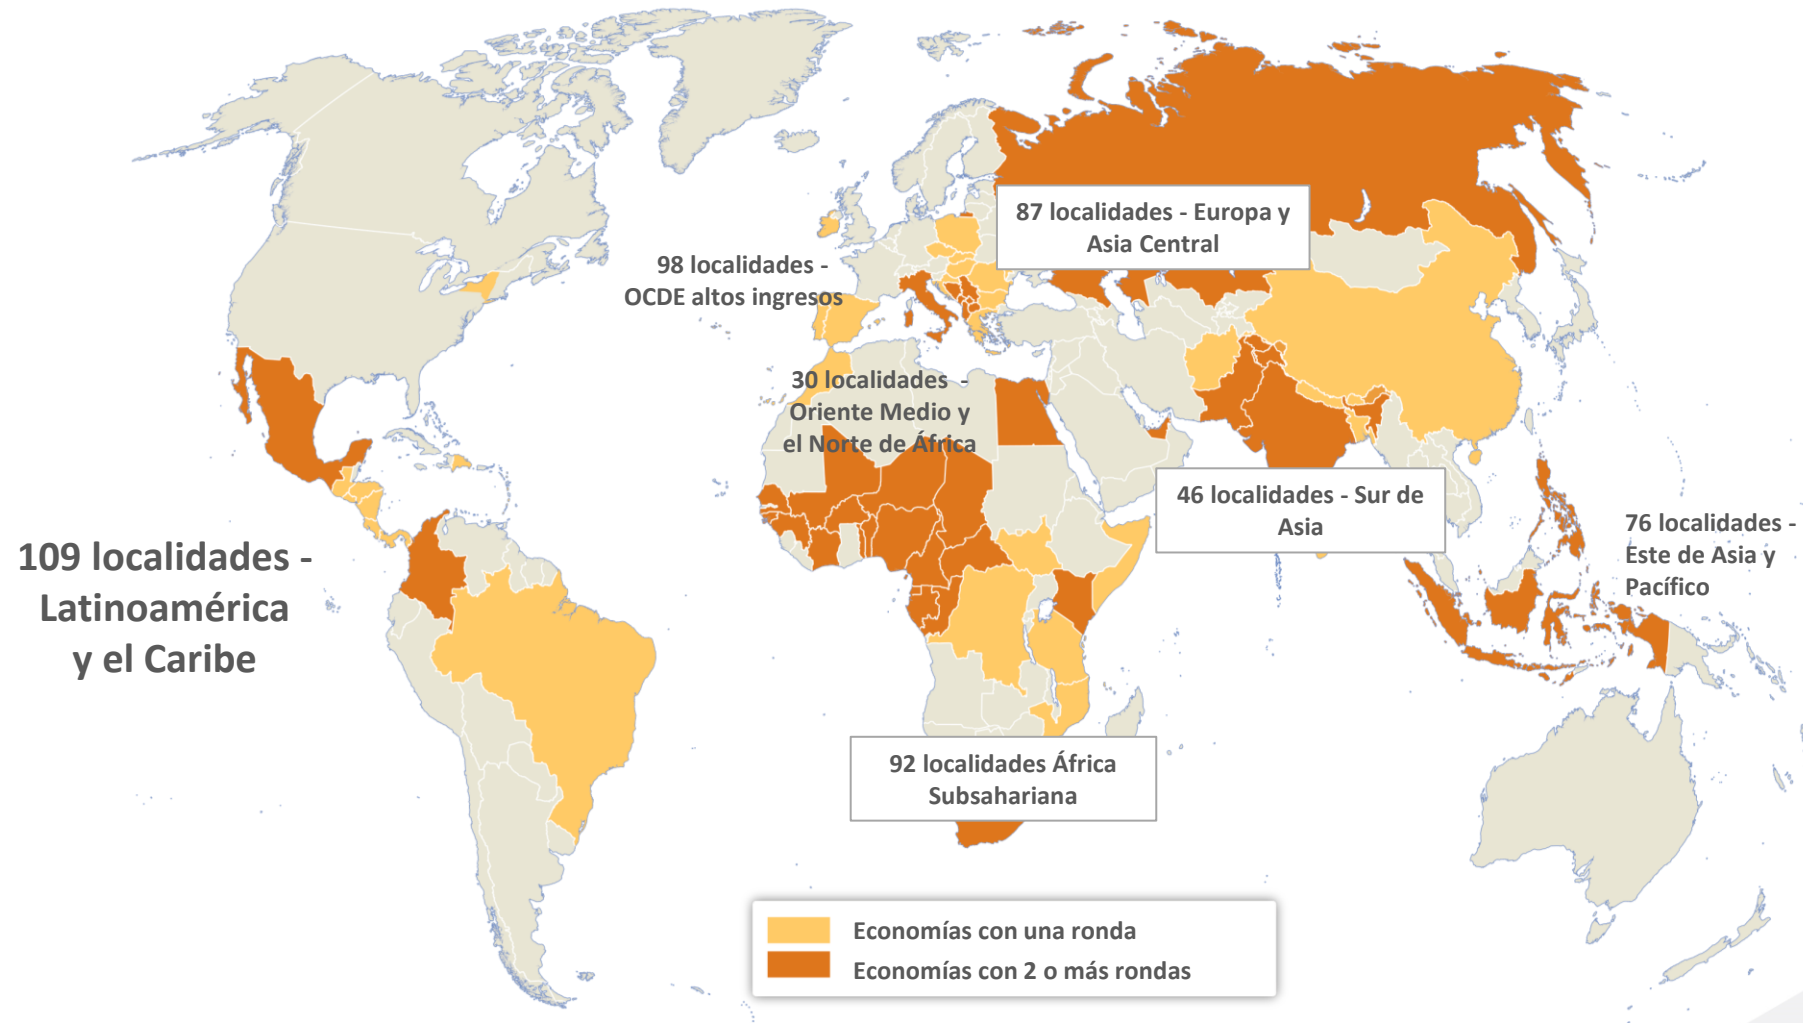 87 localidades - Europa y
Asia Central
98 localidades -
OCDE altos ingresos
30 localidades -
Oriente Medio y
el Norte de África
46 localidades - Sur de
Asia
76 localidades -
Este de Asia y
Pacífico
109 localidades -
Latinoamérica
y el Caribe
92 localidades África
Subsahariana
Economías con una ronda
Economías con 2 o más rondas